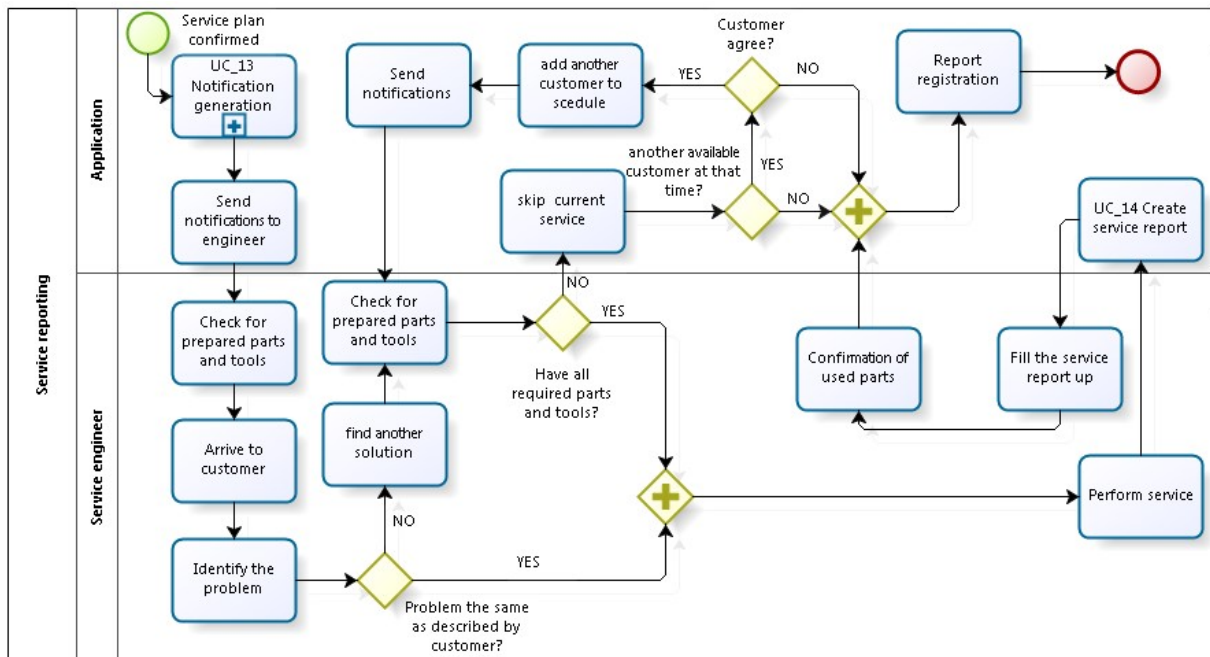 Service reporting
Application
Service engineer
Service plan
confirmed
UC_13
Notification
generation
Send
notifications to
engineer
Check for
prepared parts
and tools
Arrive to
customer
Identify the
problem
Problem the same
as described by
customer?
NO
YES
find another
solution
Check for
prepared parts
and tools
Have all
required parts
and tools?
NO
YES
skip current
service
another available
customer at that
time?
YES
NO
Customer
agree?
YES
NO
add another
customer to
scedule
Send
notifications
Perform service
UC_14 Create
service report
Fill the service
report up
Confirmation of
used parts
Report
registration